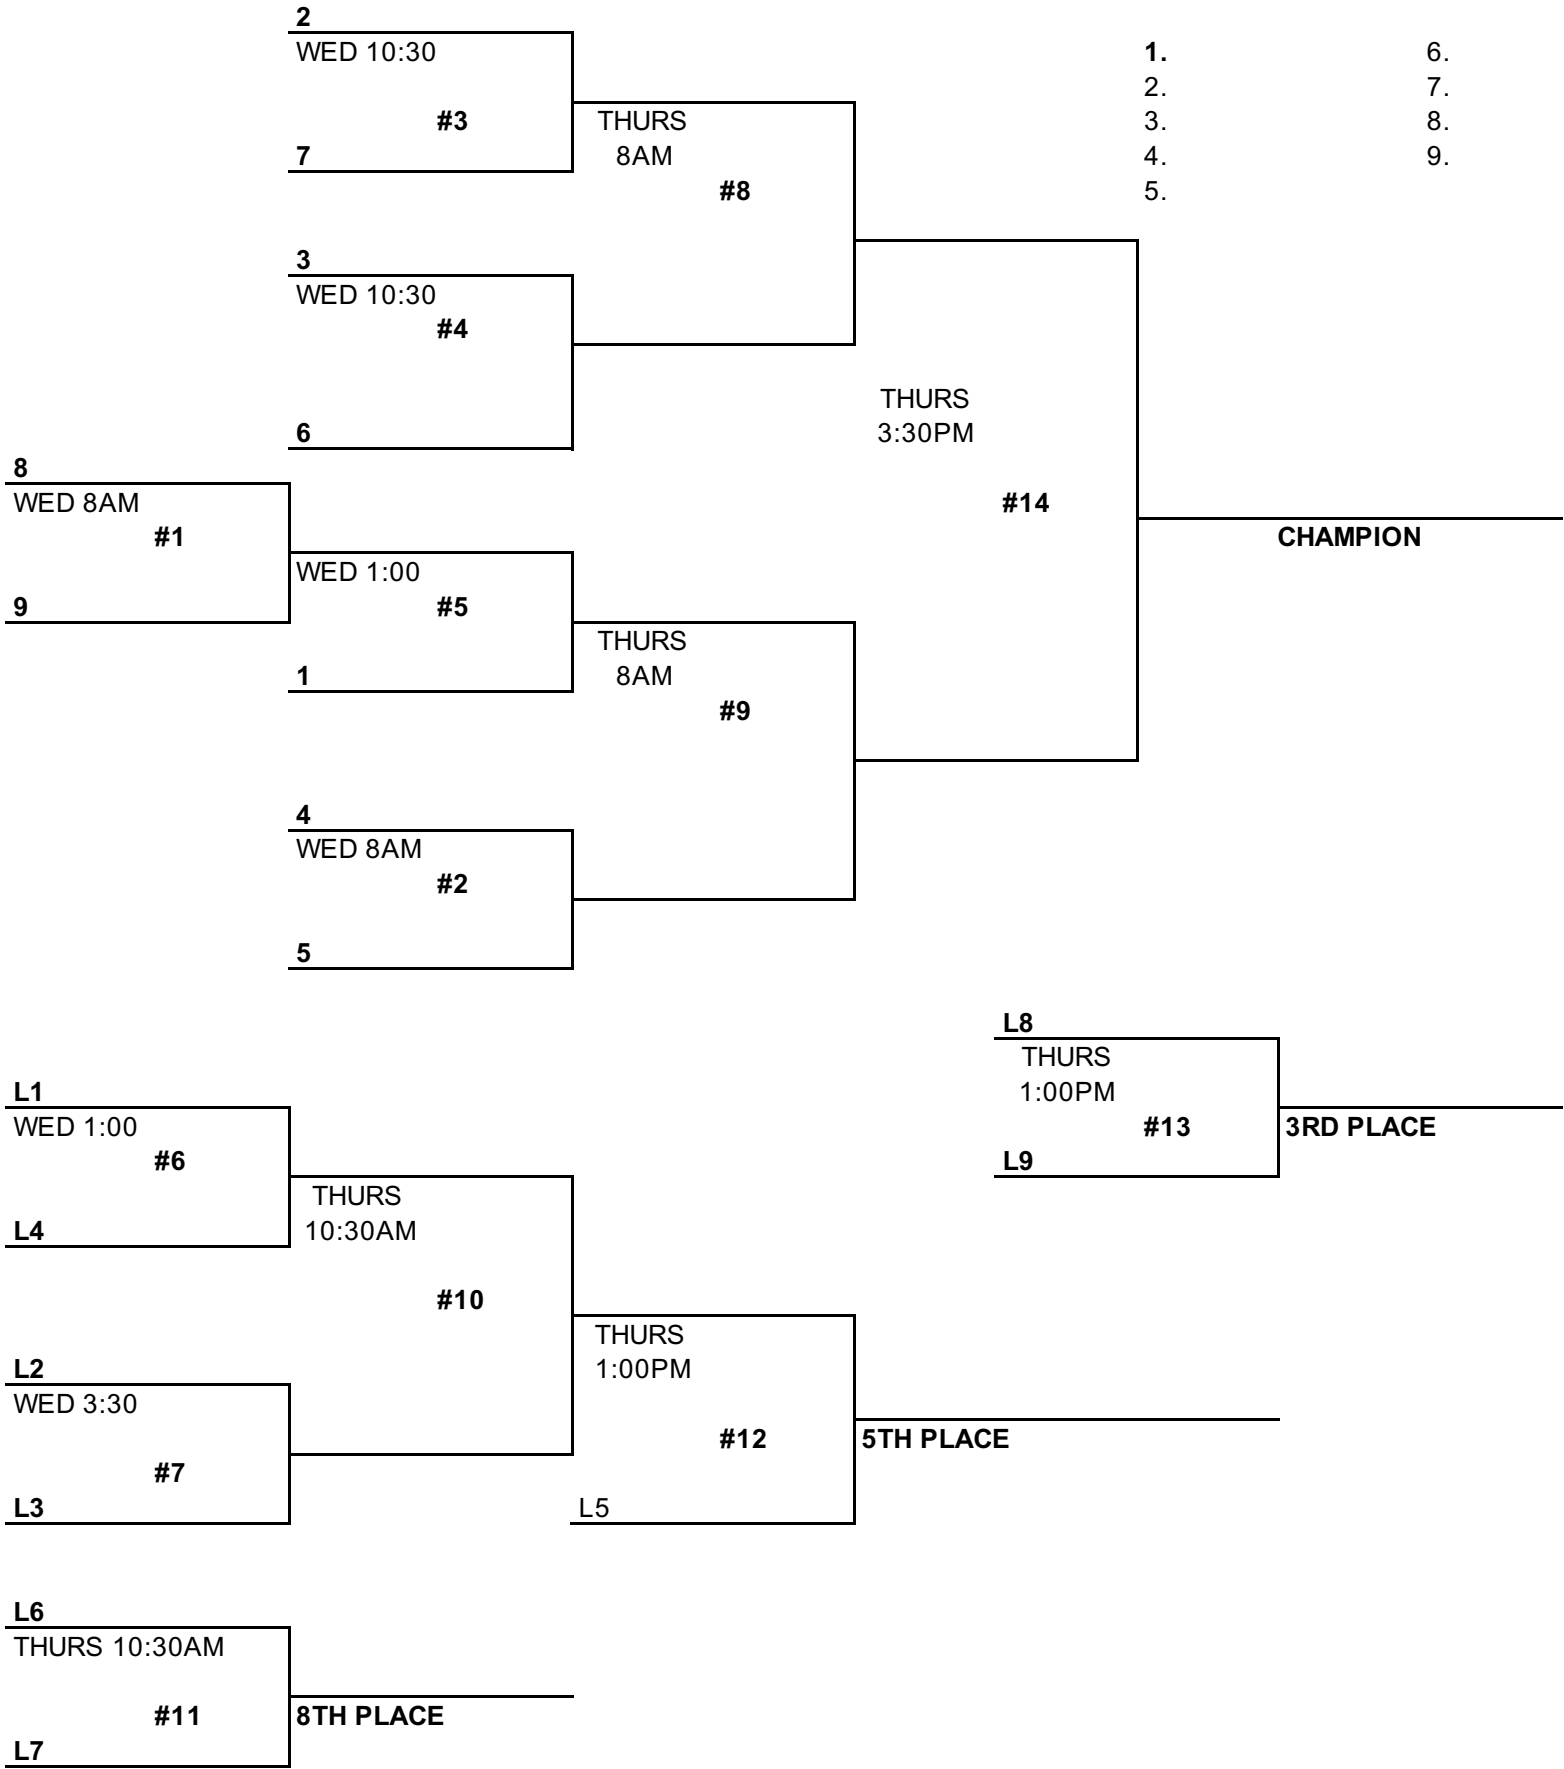 2
WED 10:30
1.
6.
2.
7.
#3
THURS
3.
8.
7
8AM
4.
9.
#8
5.
3
WED 10:30
#4
THURS
6
3:30PM
8
WED 8AM
#14
#1
CHAMPION
WED 1:00
9
#5
THURS
1
8AM
#9
4
WED 8AM
#2
5
L8
THURS
L1
1:00PM
WED 1:00
#13
3RD PLACE
#6
L9
THURS
L4
10:30AM
#10
THURS
L2
1:00PM
WED 3:30
#12
5TH PLACE
#7
L3
L5
L6
THURS 10:30AM
#11
8TH PLACE
L7